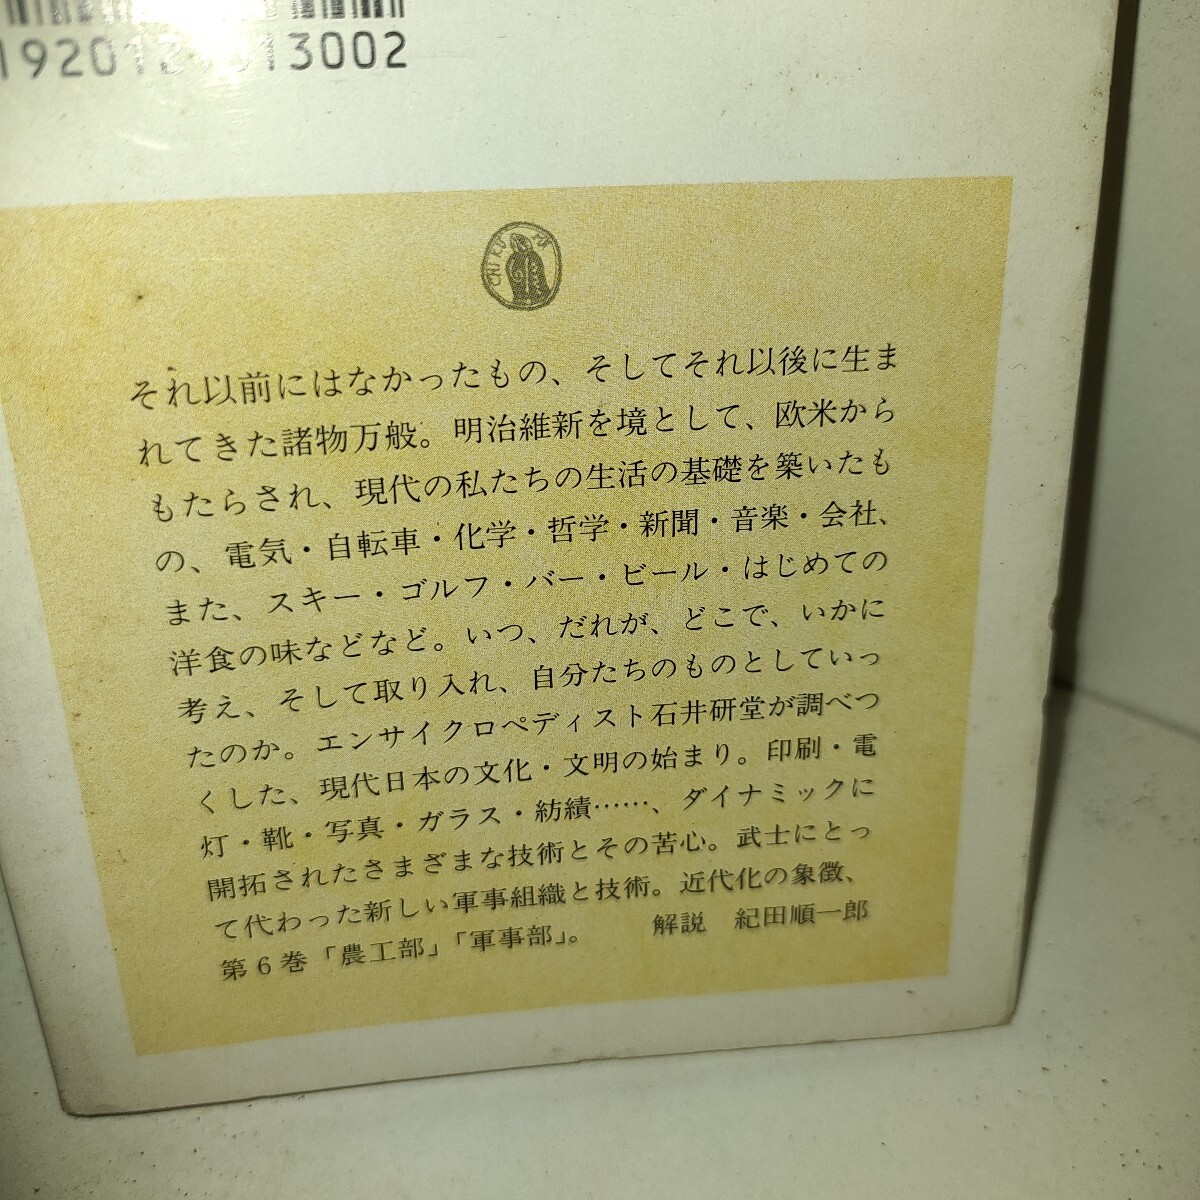 13002
CHIKUMA
それ以前にはなかったもの、そしてそれ以後に生ま
れてきた諸物万般。明治維新を境として、欧米から
もたらされ、現代の私たちの生活の基礎を築いたも
の、電気・自転車・化学・哲学・新聞・音楽・会社、
また、スキー・ゴルフ・バー・ビール・はじめての
洋食の味などなど。いつ、だれが、どこで、いかに
考え、そして取り入れ、自分たちのものとしていっ
たのか。エンサイクロペディスト石井研堂が調べつ
くした、現代日本の文化・文明の始まり。印刷・電
灯・靴・写真・ガラス・紡績……、ダイナミックに
開拓されたさまざまな技術とその苦心。武士にとっ
て代わった新しい軍事組織と技術。近代化の象徴、
第6巻「農工部」「軍事部」。 解説 紀田順一郎